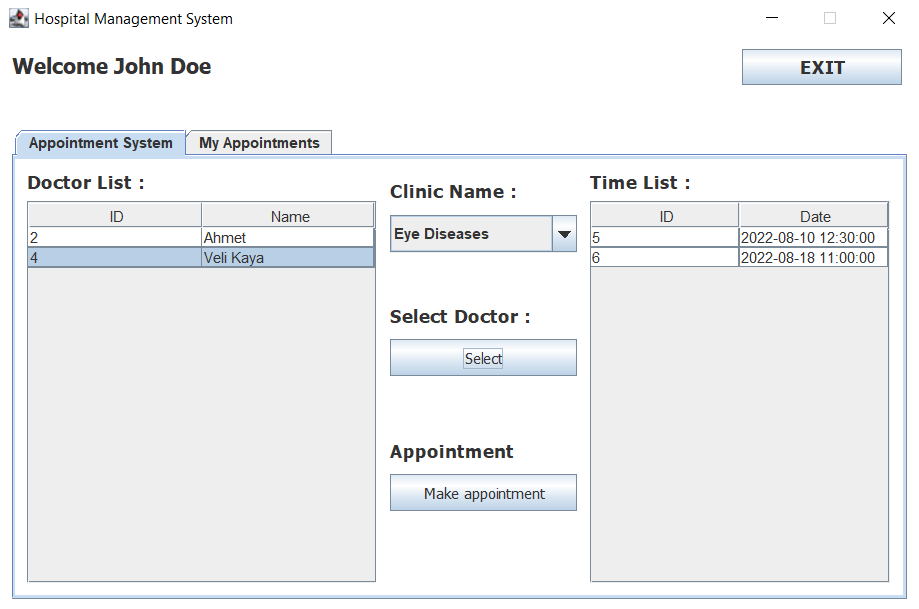 Hospital Management System
Welcome John Doe
EXIT
Appointment System
My Appointments
Doctor List :
ID Name
2 Ahmet
4 Veli Kaya
Clinic Name :
Eye Diseases
Select Doctor :
Select
Appointment
Make appointment
Time List :
ID Date
5 2022-08-10 12:30:00
6 2022-08-18 11:00:00